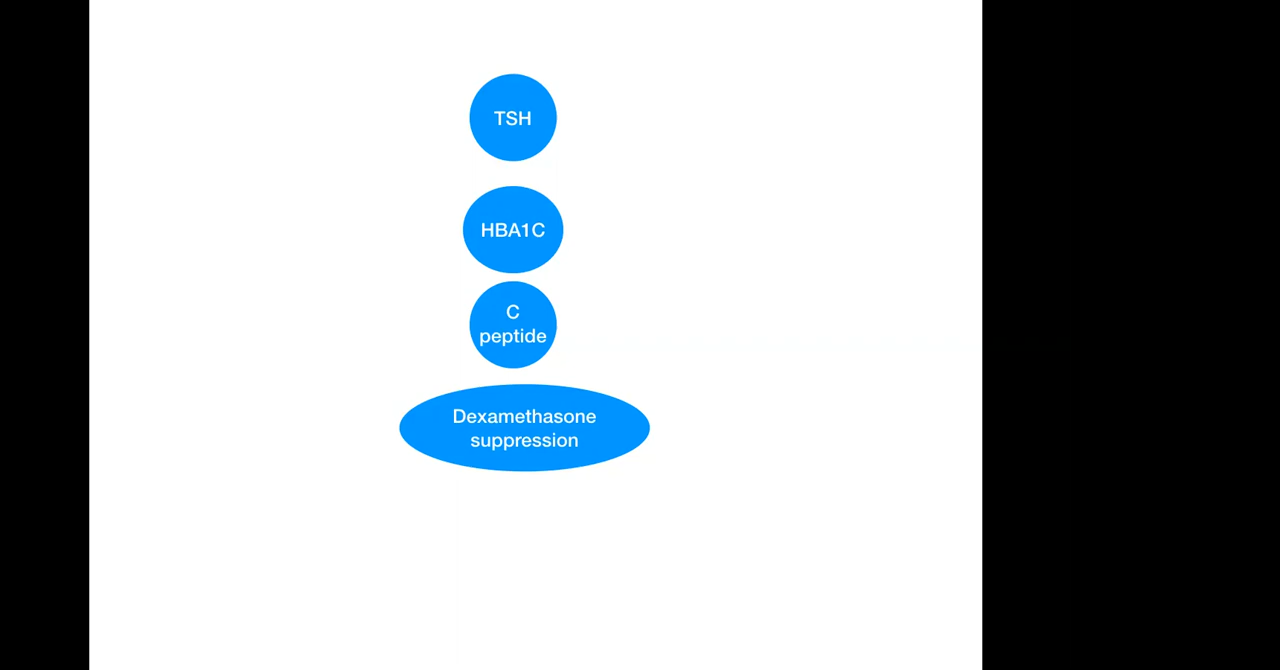 TSH
HBA1C
C
peptide
Dexamethasone
suppression